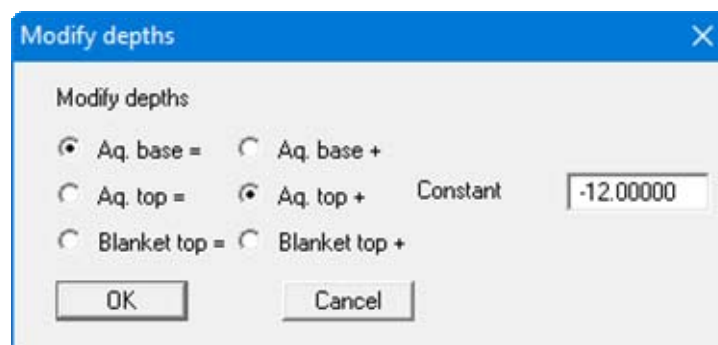 Modify depths
Modify depths
Aq. base = Aq. base +
Aq. top = Aq. top + Constant -12.00000
Blanket top = Blanket top +
OK Cancel